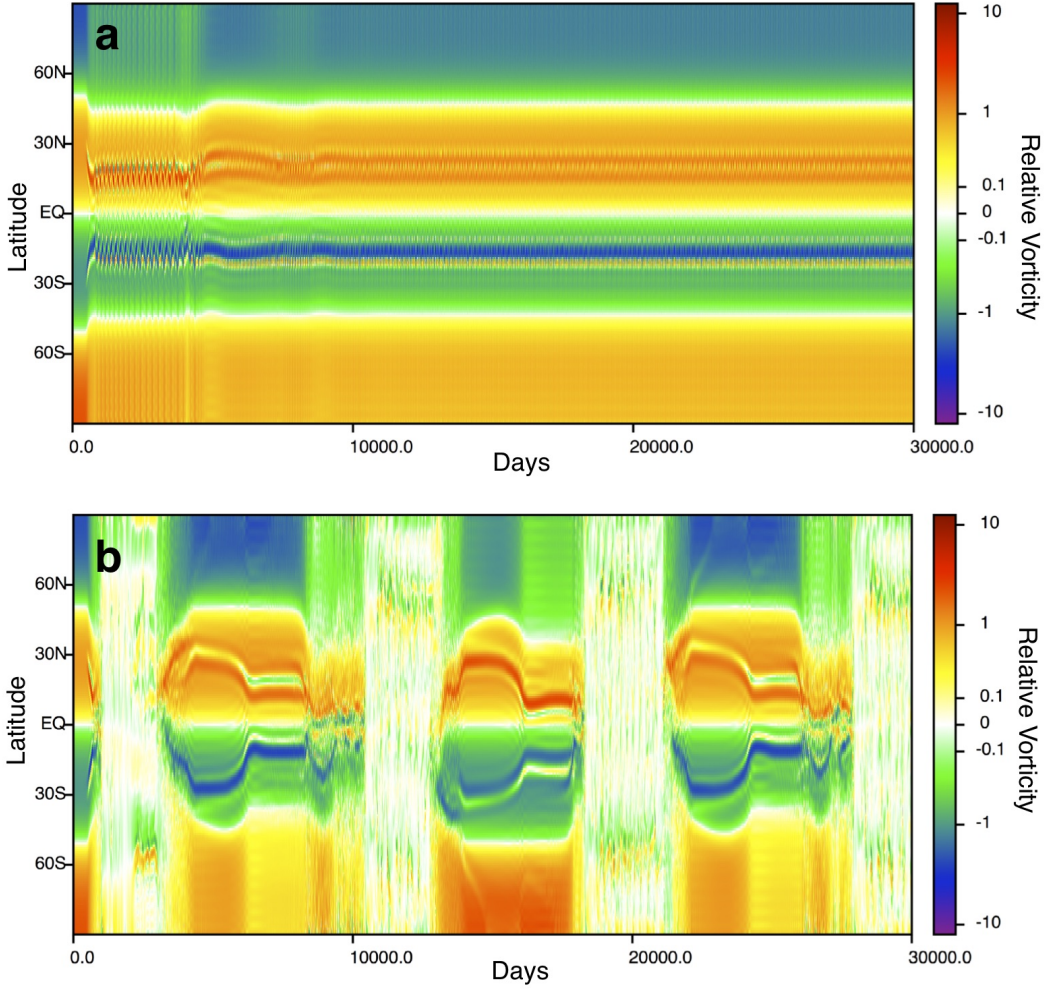 a
60N
30N
EQ
30S
60S
Latitude
0.0 10000.0 20000.0 30000.0
Days
10
1
0.1
0
-0.1
-1
-10
Relative Vorticity
b
60N
30N
EQ
30S
60S
Latitude
0.0 10000.0 20000.0 30000.0
Days
10
1
0.1
0
-0.1
-1
-10
Relative Vorticity